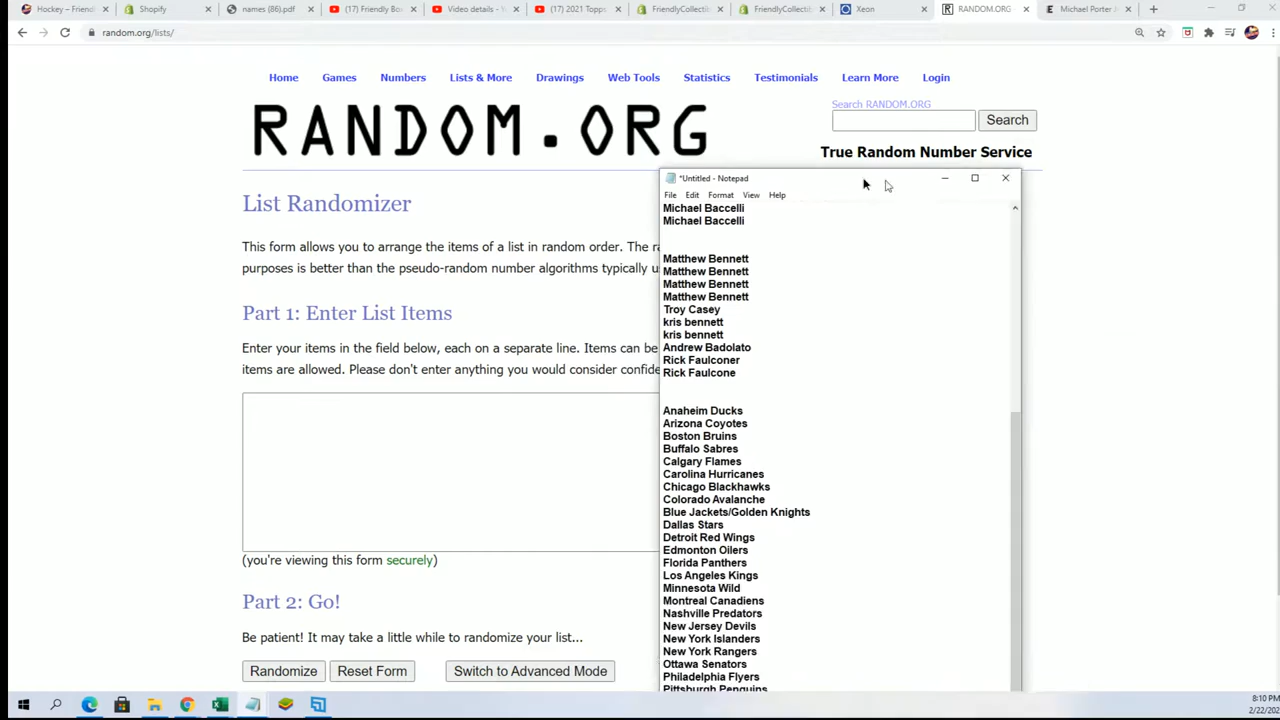 Hockey – Friend
Shopify
names (86).pdf
(17) Friendly Bo
Video details - Y
(17) 2021 Topps
FriendlyCollectib
FriendlyCollectib
Xeon
RANDOM.ORG
Michael Porter J
random.org/lists/
Home Games Numbers Lists & More Drawings Web Tools Statistics Testimonials Learn More Login
RANDOM.ORG
Search RANDOM.ORG
Search
True Random Number Service
*Untitled - Notepad
File Edit Format View Help
List Randomizer
This form allows you to arrange the items of a list in random order. The ra
purposes is better than the pseudo-random number algorithms typically u
Part 1: Enter List Items
Enter your items in the field below, each on a separate line. Items can be
items are allowed. Please don't enter anything you would consider confide
(you're viewing this form securely)
Part 2: Go!
Be patient! It may take a little while to randomize your list...
Randomize Reset Form Switch to Advanced Mode
Michael Baccelli
Michael Baccelli
Matthew Bennett
Matthew Bennett
Matthew Bennett
Matthew Bennett
Troy Casey
kris bennett
kris bennett
Andrew Badolato
Rick Faulconer
Rick Faulcone
Anaheim Ducks
Arizona Coyotes
Boston Bruins
Buffalo Sabres
Calgary Flames
Carolina Hurricanes
Chicago Blackhawks
Colorado Avalanche
Blue Jackets/Golden Knights
Dallas Stars
Detroit Red Wings
Edmonton Oilers
Florida Panthers
Los Angeles Kings
Minnesota Wild
Montreal Canadiens
Nashville Predators
New Jersey Devils
New York Islanders
New York Rangers
Ottawa Senators
Philadelphia Flyers
Pittsburgh Penguins
8:10 PM
2/22/202